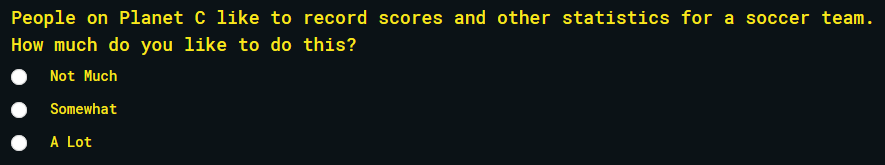 People on Planet C like to record scores and other statistics for a soccer team.
How much do you like to do this?
Not Much
Somewhat
A Lot